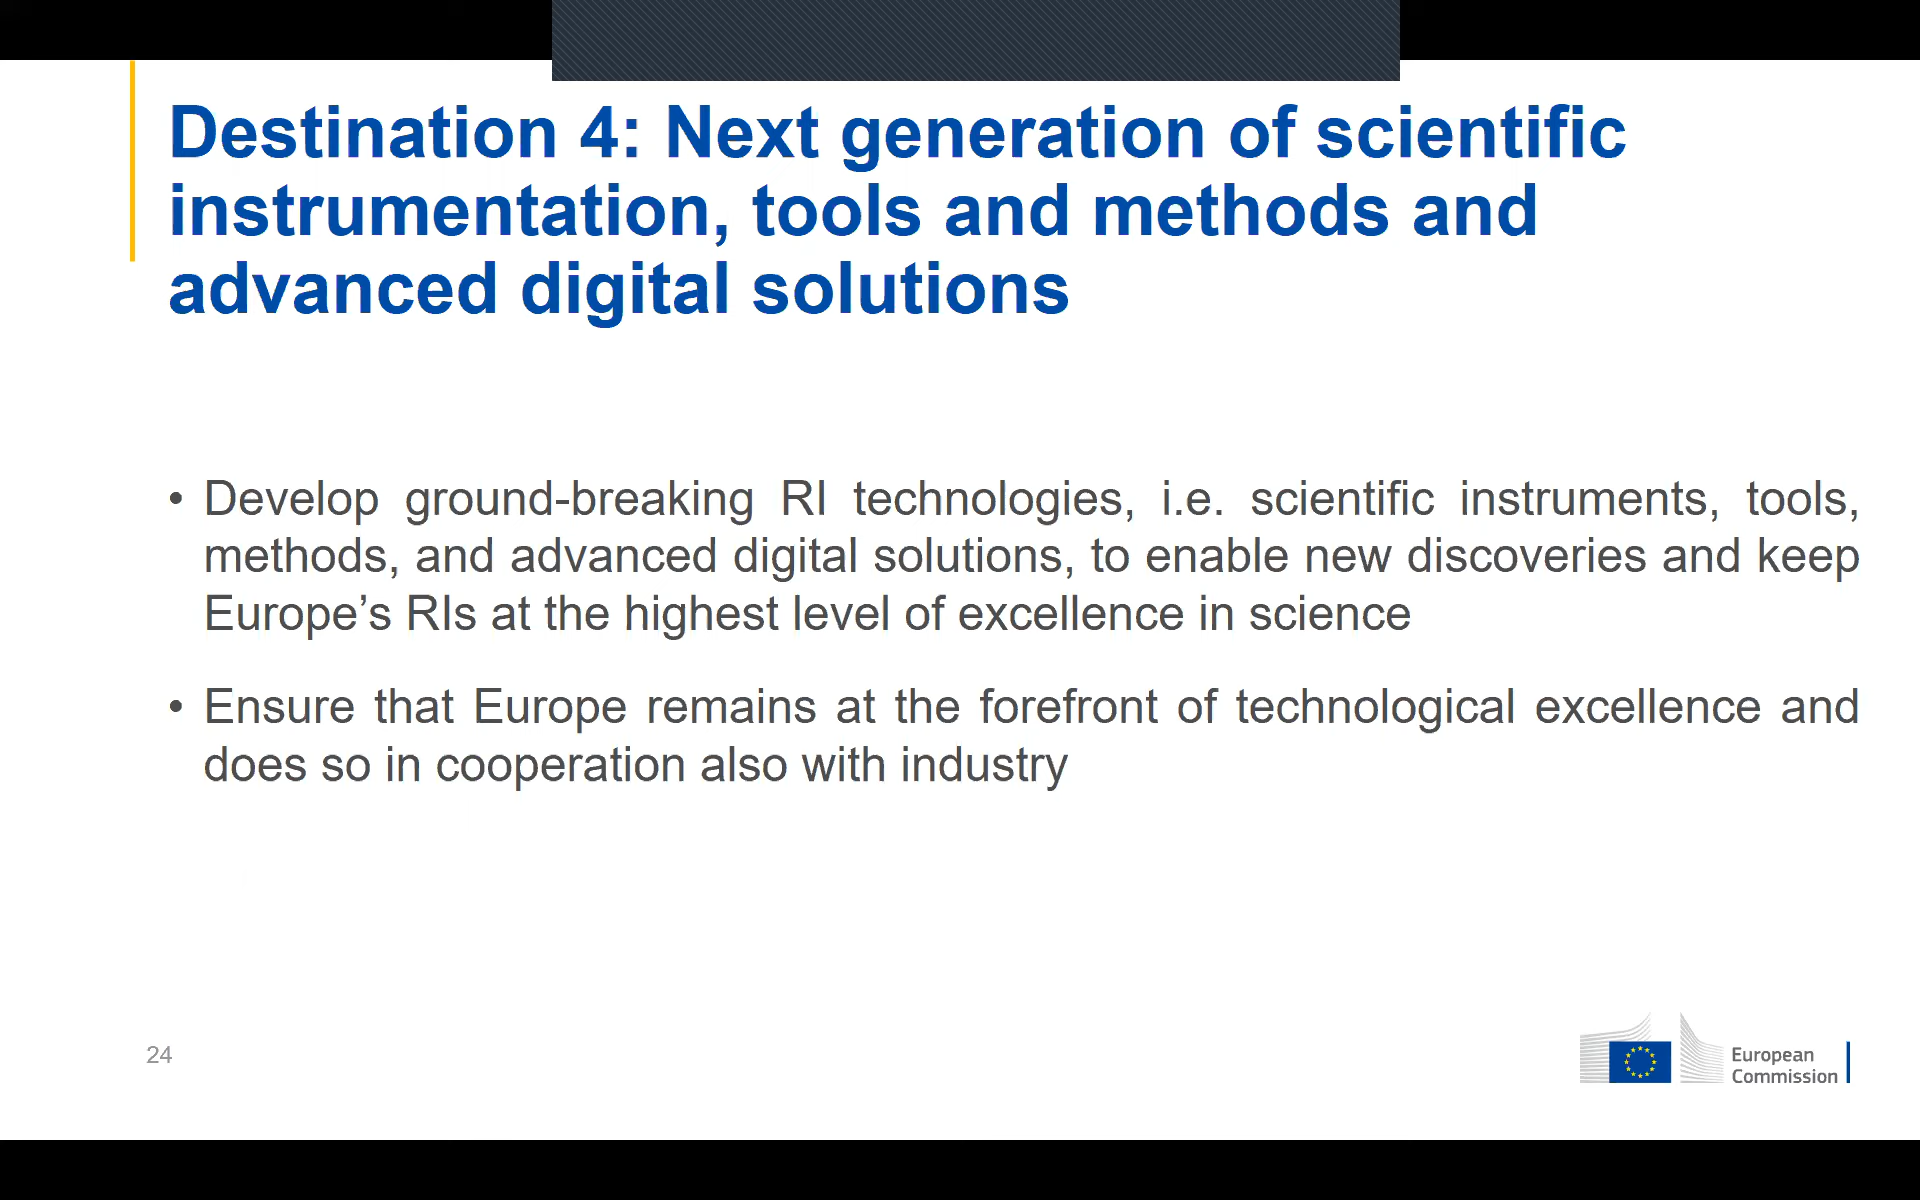 Destination 4: Next generation of scientific
instrumentation, tools and methods and
advanced digital solutions
• Develop ground-breaking RI technologies, i.e. scientific instruments, tools,
methods, and advanced digital solutions, to enable new discoveries and keep
Europe’s RIs at the highest level of excellence in science
• Ensure that Europe remains at the forefront of technological excellence and
does so in cooperation also with industry
24
European
Commission